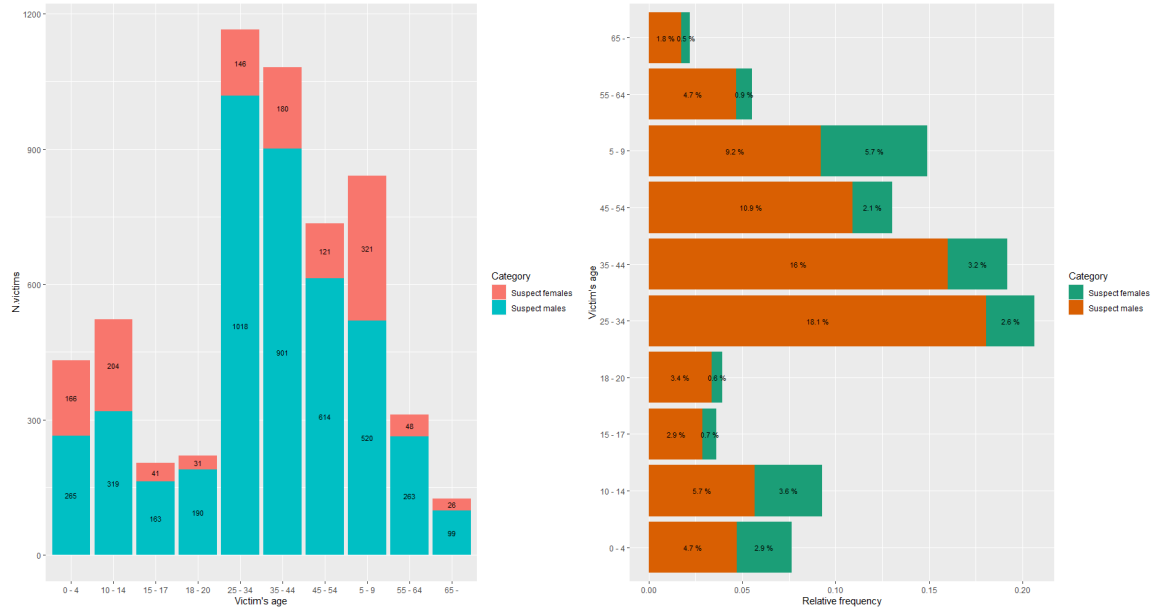 1200
900
600
300
0
N victims
146
180
204
166
321
121
1018
901
614
520
319
265
41
31
163
190
48
263
26
99
0 - 4 10 - 14 15 - 17 18 - 20 25 - 34 35 - 44 45 - 54 5 - 9 55 - 64 65 -
Victim's age
Category
Suspect females
Suspect males
Victim's age
65 - 1.8 % 0.5 %
55 - 64 4.7 % 0.9 %
5 - 9 9.2 % 5.7 %
45 - 54 10.9 % 2.1 %
35 - 44 16 % 3.2 %
25 - 34 18.1 % 2.6 %
18 - 20 3.4 % 0.6 %
15 - 17 2.9 % 0.7 %
10 - 14 5.7 % 3.6 %
0 - 4 4.7 % 2.9 %
0.00 0.05 0.10 0.15 0.20
Relative frequency
Category
Suspect females
Suspect males